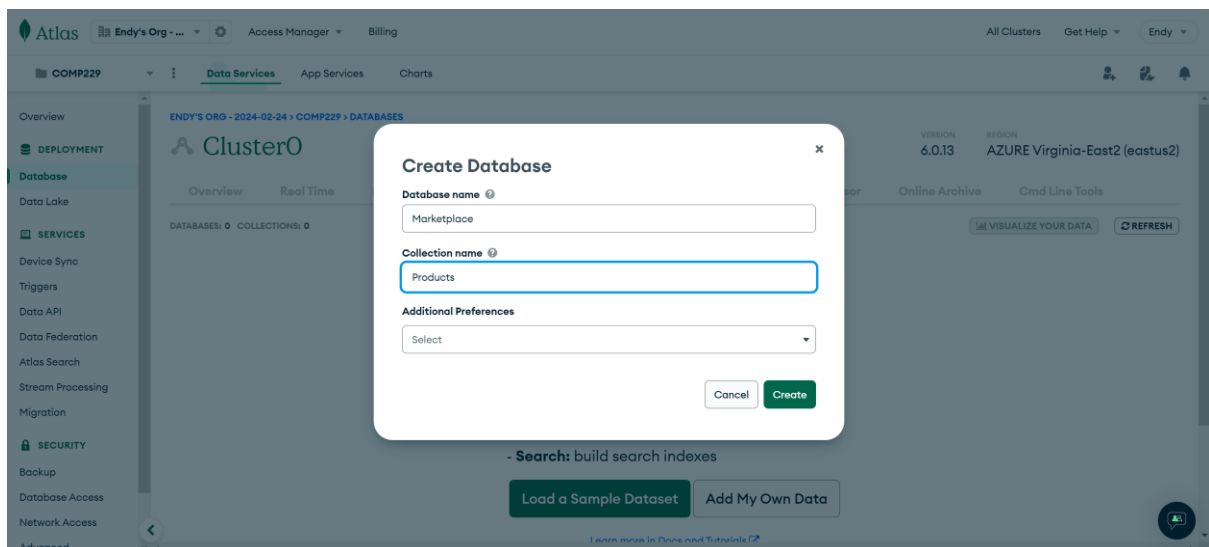 Atlas
Endy's Org - ...
Access Manager
Billing
All Clusters
Get Help
Endy
COMP229
Data Services
App Services
Charts
Overview
DEPLOYMENT
Database
Data Lake
SERVICES
Device Sync
Triggers
Data API
Data Federation
Atlas Search
Stream Processing
Migration
SECURITY
Backup
Database Access
Network Access
Advanced
ENDY'S ORG - 2024-02-24 > COMP229 > DATABASES
Cluster0
VERSION
6.0.13
REGION
AZURE Virginia-East2 (eastus2)
Overview
Real Time
sor
Online Archive
Cmd Line Tools
DATABASES: 0 COLLECTIONS: 0
VISUALIZE YOUR DATA
REFRESH
Create Database
Database name
Marketplace
Collection name
Products
Additional Preferences
Select
Cancel
Create
- Search: build search indexes
Load a Sample Dataset
Add My Own Data
Learn more in Docs and Tutorials